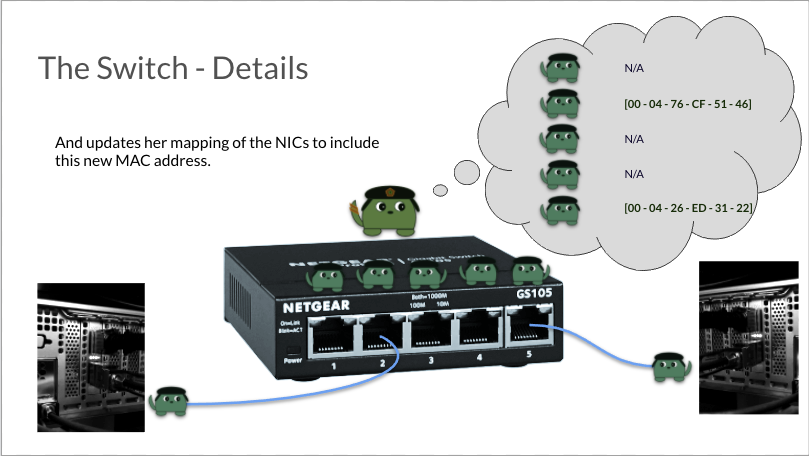 The Switch - Details
And updates her mapping of the NICs to include
this new MAC address.
N/A
[00 - 04 - 76 - CF - 51 - 46]
N/A
N/A
[00 - 04 - 26 - ED - 31 - 22]
NETGEAR
GS105
Both=1000M
100M 10M
On=Link
Blink=ACT
Power
1 2 3 4 5